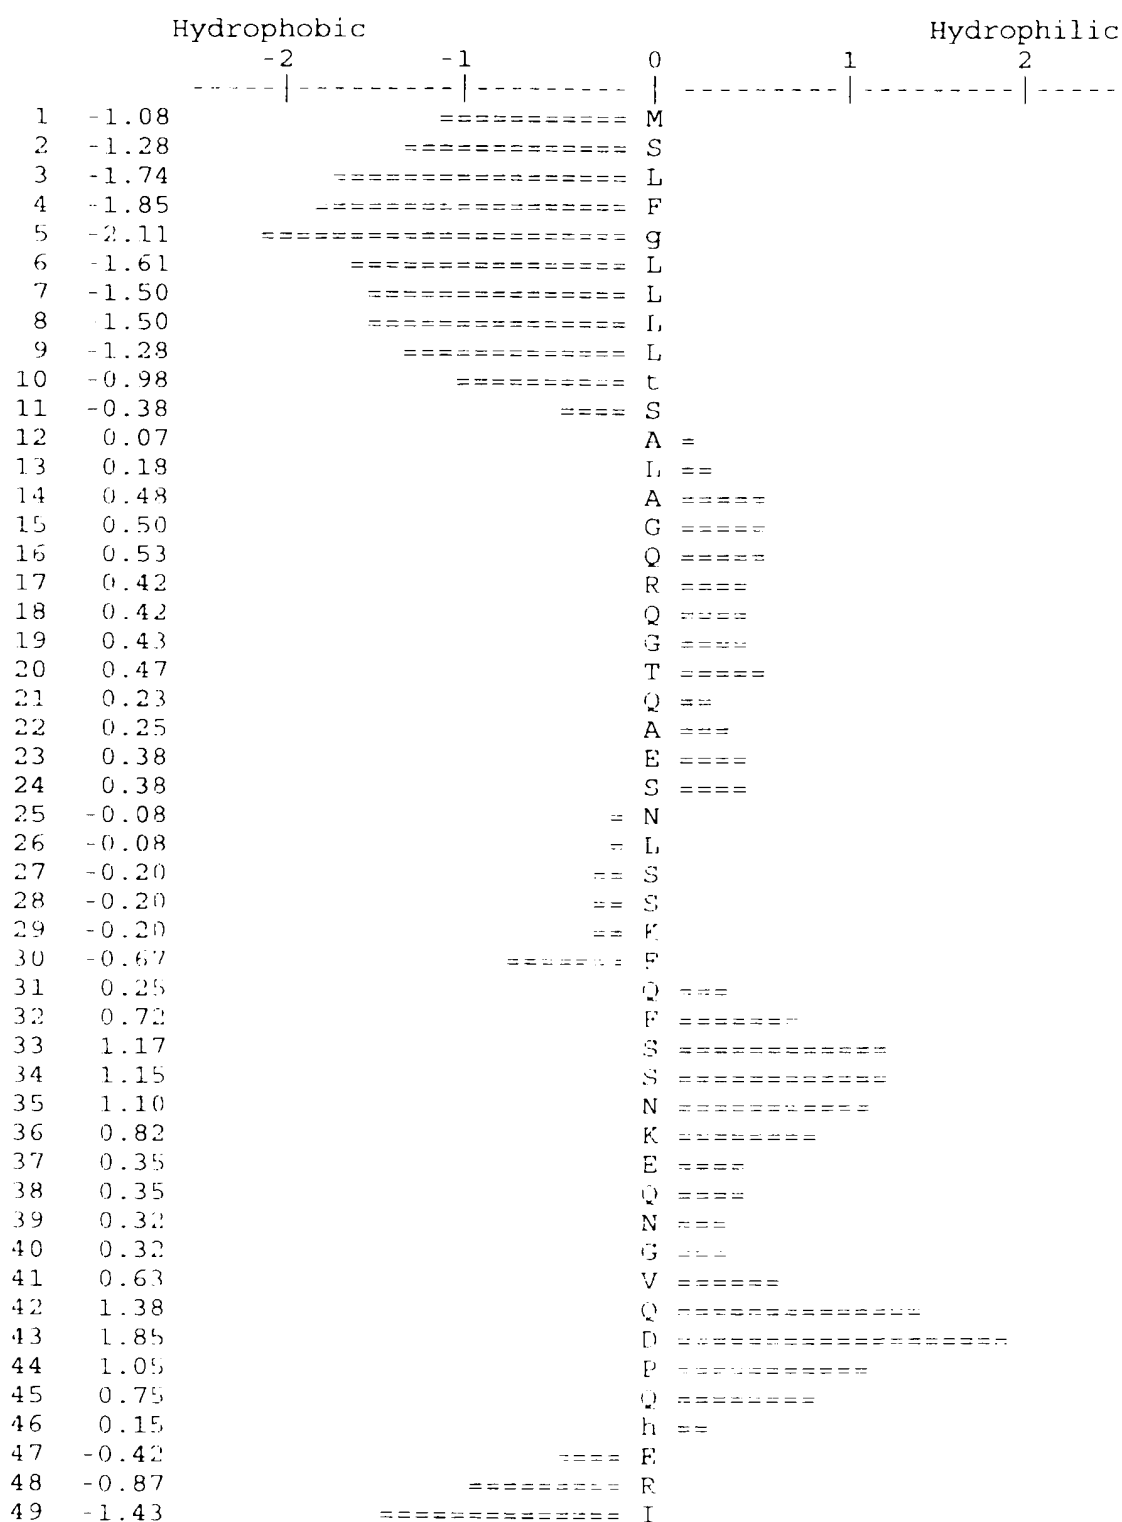 Hydrophobic Hydrophilic
-2 -1 0 1 2
-----|----------|--------- | ---------|---------|-----
1 -1.08 =========== M
2 -1.28 ============= S
3 -1.74 ================= L
4 -1.85 ================== F
5 -2.11 ===================== g
6 -1.61 ================ L
7 -1.50 =============== L
8 1.50 =============== L
9 -1.28 ============= L
10 -0.98 ========== t
11 -0.38 ==== S
12 0.07 A =
13 0.18 L ==
14 0.48 A =====
15 0.50 G =====
16 0.53 Q =====
17 0.42 R ====
18 0.42 Q ====
19 0.43 G ====
20 0.47 T =====
21 0.23 Q ==
22 0.25 A ===
23 0.38 E ====
24 0.38 S ====
25 -0.08 = N
26 -0.08 = L
27 -0.20 == S
28 -0.20 == S
29 -0.20 == K
30 -0.67 ======= F
31 0.25 Q ===
32 0.72 F =======
33 1.17 S ============
34 1.15 S ============
35 1.10 N ===========
36 0.82 K ========
37 0.35 E ====
38 0.35 Q ====
39 0.32 N ===
40 0.32 G ===
41 0.63 V ======
42 1.38 Q ==============
43 1.85 D ===================
44 1.05 P ===========
45 0.75 Q ========
46 0.15 h ==
47 -0.42 ==== E
48 -0.87 ========= R
49 -1.43 ============== I